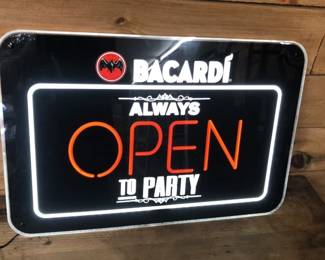 BACARDÍ
ALWAYS
OPEN
TO PARTY